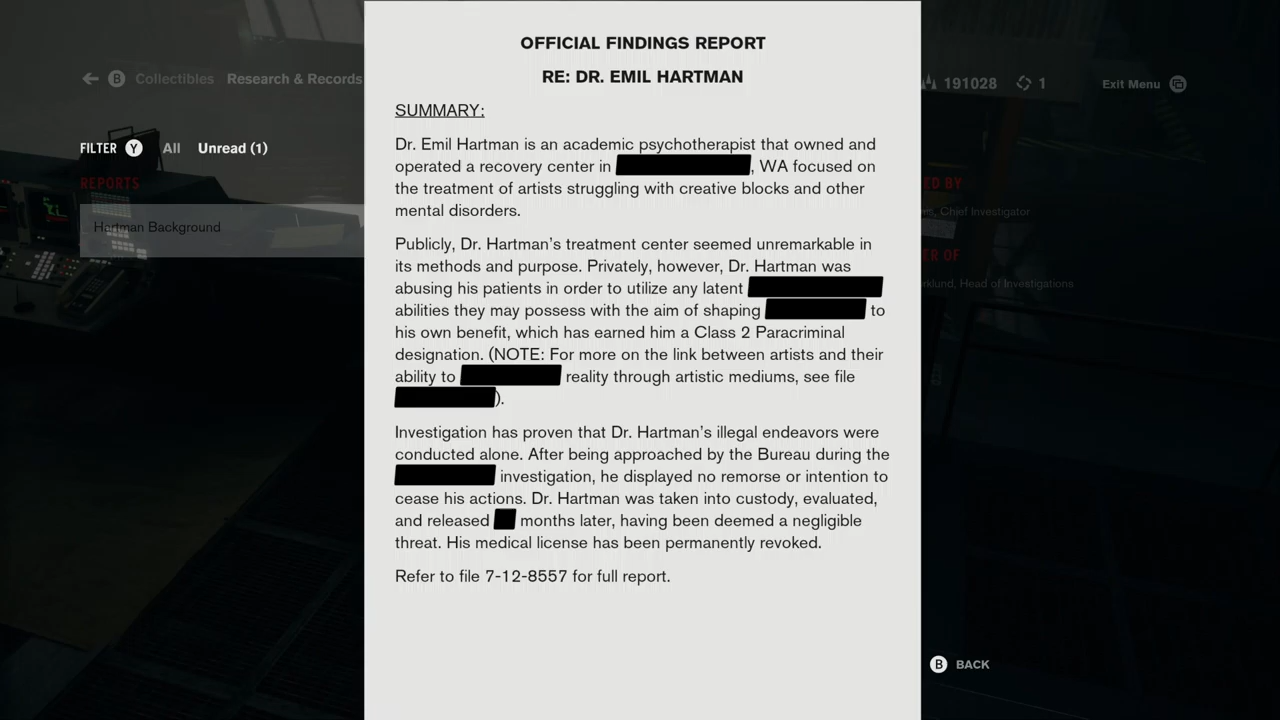 OFFICIAL FINDINGS REPORT
RE: DR. EMIL HARTMAN
B Collectibles Research & Records
191028 1 Exit Menu
SUMMARY:
Dr. Emil Hartman is an academic psychotherapist that owned and
operated a recovery center in , WA focused on
the treatment of artists struggling with creative blocks and other
mental disorders.
FILTER Y All Unread (1)
REPORTS
Hartman Background
Publicly, Dr. Hartman's treatment center seemed unremarkable in
its methods and purpose. Privately, however, Dr. Hartman was
abusing his patients in order to utilize any latent
abilities they may possess with the aim of shaping to
his own benefit, which has earned him a Class 2 Paracriminal
designation. (NOTE: For more on the link between artists and their
ability to reality through artistic mediums, see file
).
Investigation has proven that Dr. Hartman's illegal endeavors were
conducted alone. After being approached by the Bureau during the
investigation, he displayed no remorse or intention to
cease his actions. Dr. Hartman was taken into custody, evaluated,
and released months later, having been deemed a negligible
threat. His medical license has been permanently revoked.
Refer to file 7-12-8557 for full report.
ED BY
, Chief Investigator
ER OF
rklund, Head of Investigations
B BACK